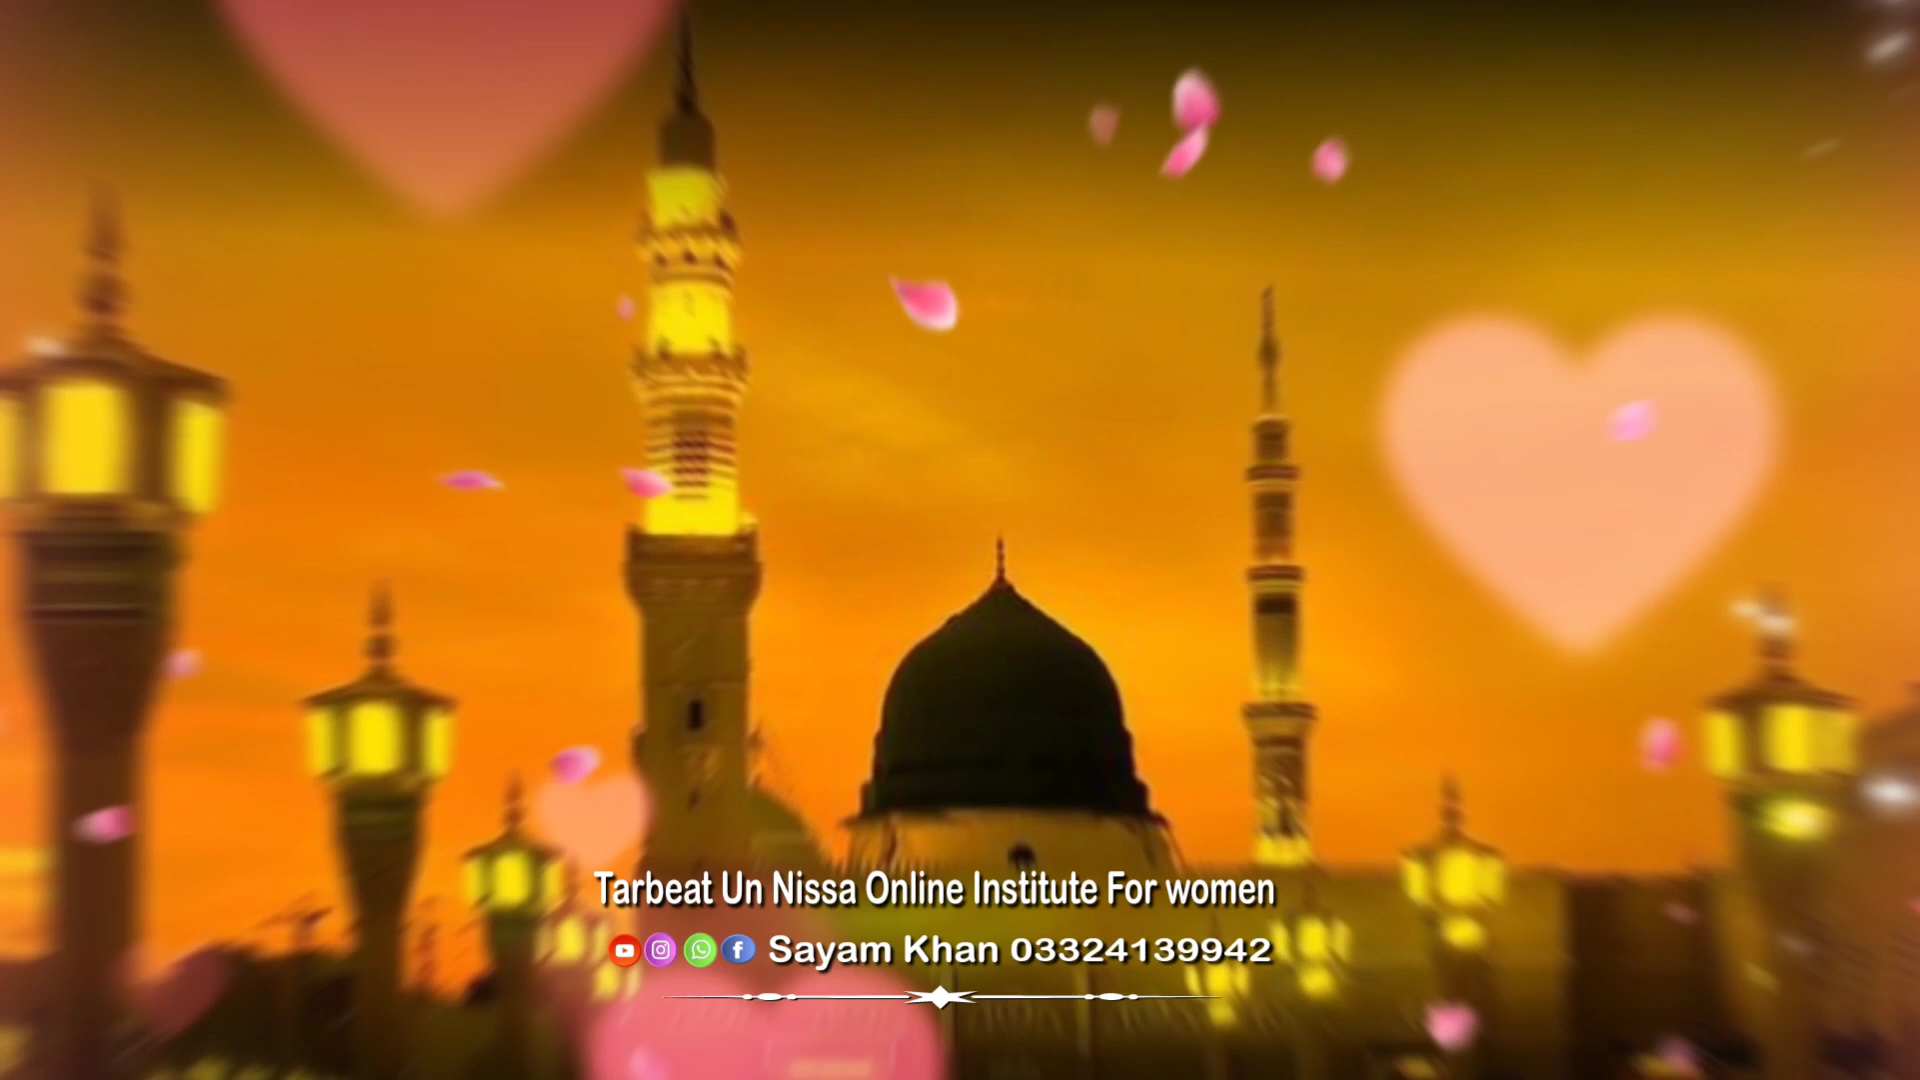 Tarbeat Un Nissa Online Institute For women
Sayam Khan 03324139942